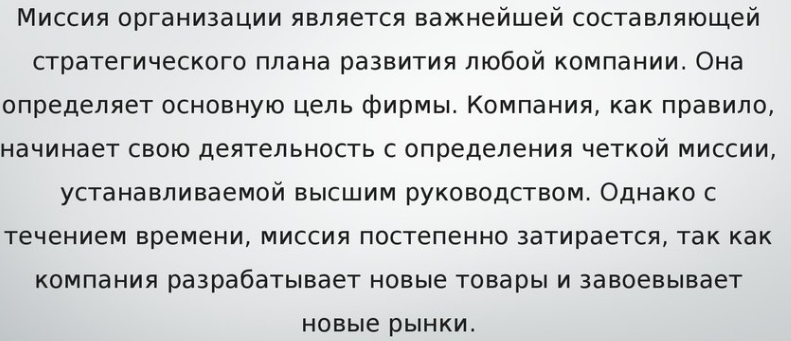 Миссия организации является важнейшей составляющей
стратегического плана развития любой компании. Она
определяет основную цель фирмы. Компания, как правило,
начинает свою деятельность с определения четкой миссии,
устанавливаемой высшим руководством. Однако с
течением времени, миссия постепенно затирается, так как
компания разрабатывает новые товары и завоевывает
новые рынки.